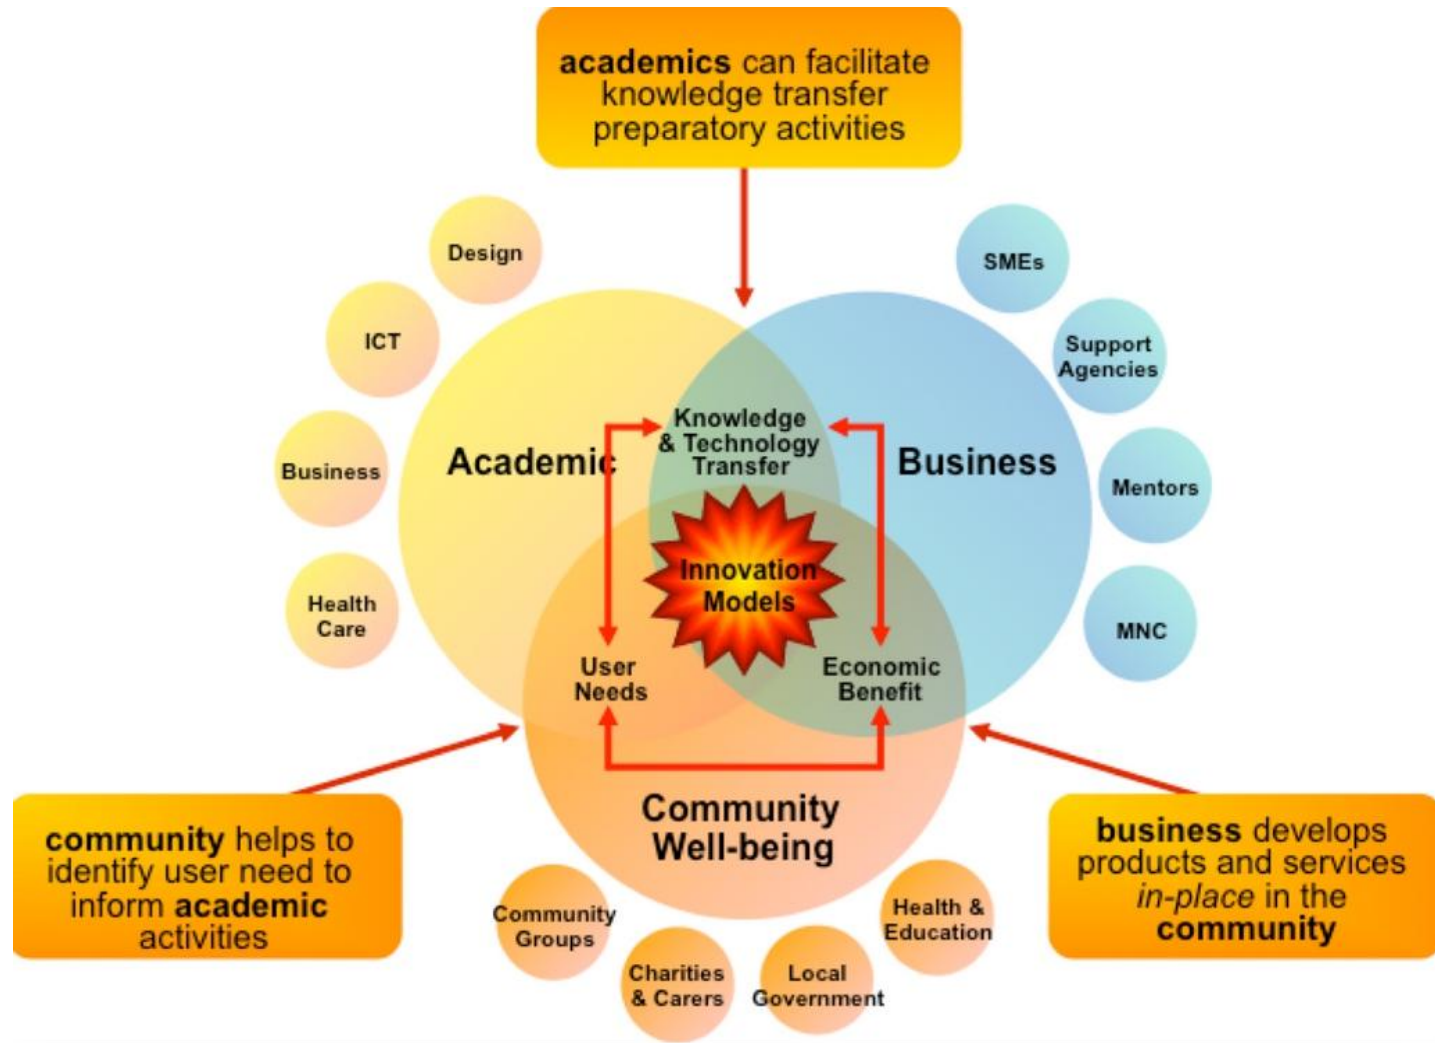 academics can facilitate
knowledge transfer
preparatory activities
Design
ICT
Business
Health
Care
SMEs
Support
Agencies
Mentors
MNC
Academic
Knowledge
& Technology
Transfer
Business
Innovation
Models
User
Needs
Economic
Benefit
Community
Well-being
community helps to
identify user need to
inform academic
activities
business develops
products and services
in-place in the
community
Community
Groups
Charities
& Carers
Local
Government
Health &
Education